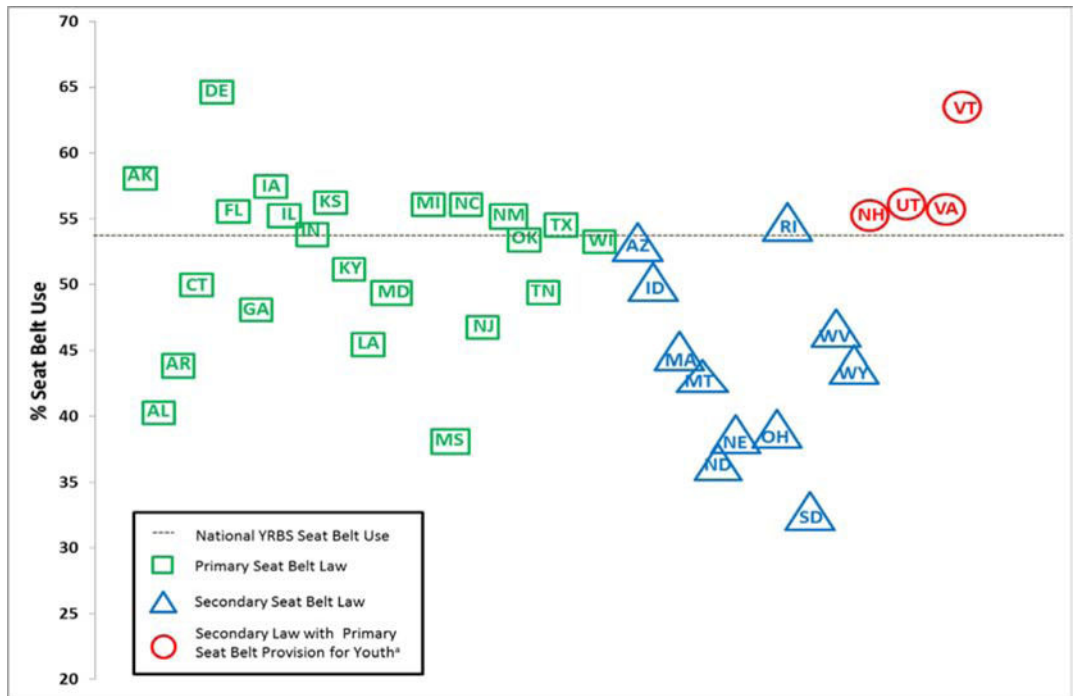 70
65
60
55
50
45
40
35
30
25
20
% Seat Belt Use
DE
VT
AK
IA
KS
FL
IL
MI
NC
NM
TX
IN
OK
WI
AZ
RI
NH
UT
VA
KY
CT
MD
TN
ID
GA
NJ
LA
WV
AR
MA
MT
WY
AL
MS
NE
OH
ND
SD
National YRBS Seat Belt Use
Primary Seat Belt Law
Secondary Seat Belt Law
Secondary Law with Primary
Seat Belt Provision for Youthª